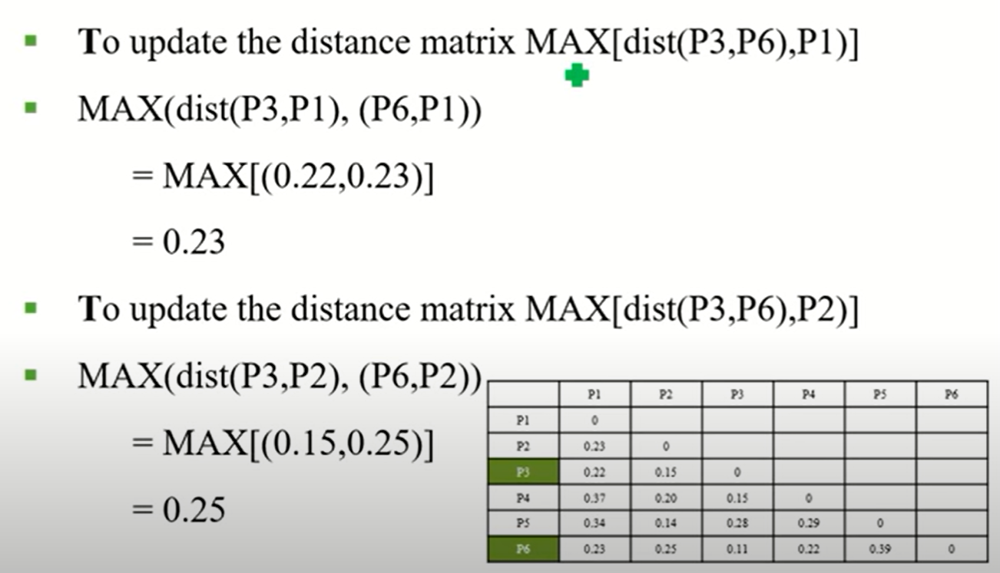 To update the distance matrix MAX[dist(P3,P6),P1)]
MAX(dist(P3,P1), (P6,P1))
= MAX[(0.22,0.23)]
= 0.23
To update the distance matrix MAX[dist(P3,P6),P2)]
MAX(dist(P3,P2), (P6,P2))
= MAX[(0.15,0.25)]
= 0.25
P1 P2 P3 P4 P5 P6
P1 0
P2 0.23 0
P3 0.22 0.15 0
P4 0.37 0.20 0.15 0
P5 0.34 0.14 0.28 0.29 0
P6 0.23 0.25 0.11 0.22 0.39 0